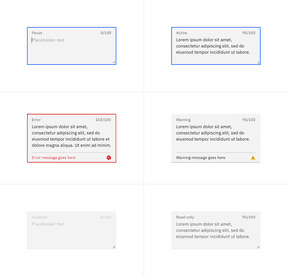 Focus 0/100
Placeholder text
Active 95/100
Lorem ipsum dolor sit amet,
consectetur adipiscing elit, sed do
eiusmod tempor incididunt ut labore.
Error 103/100
Lorem ipsum dolor sit amet,
consectetur adipiscing elit, sed do
eiusmod tempor incididunt ut labore et
dolore magna aliqua. Ut enim ad minim.
Error message goes here
Warning 95/100
Lorem ipsum dolor sit amet,
consectetur adipiscing elit, sed do
eiusmod tempor incididunt ut labore.
Warning message goes here
Placeholder text
Read-only 95/100
Lorem ipsum dolor sit amet,
consectetur adipiscing elit, sed do
eiusmod tempor incididunt ut labore.